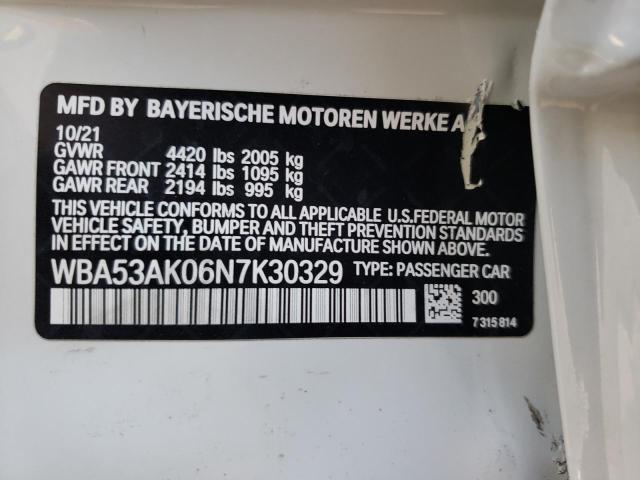 MFD BY BAYERISCHE MOTOREN WERKE A
10/21
GVWR 4420 lbs 2005 kg
GAWR FRONT 2414 lbs 1095 kg
GAWR REAR 2194 lbs 995 kg
THIS VEHICLE CONFORMS TO ALL APPLICABLE U.S.FEDERAL MOTOR
VEHICLE SAFETY, BUMPER AND THEFT PREVENTION STANDARDS
IN EFFECT ON THE DATE OF MANUFACTURE SHOWN ABOVE.
WBA53AK06N7K30329 TYPE: PASSENGER CAR
300
7315814